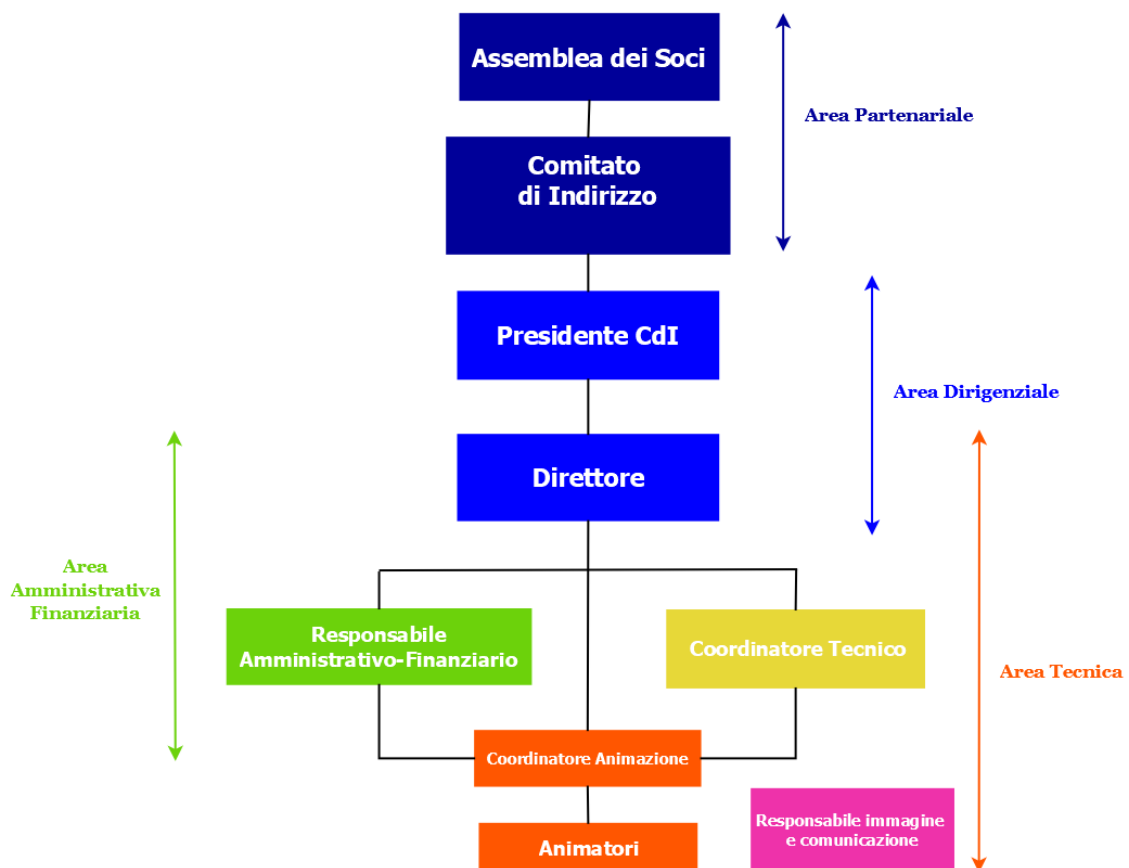 Assemblea dei Soci
Area Partenariale
Comitato
di Indirizzo
Presidente CdI
Area Dirigenziale
Direttore
Area
Amministrativa
Finanziaria
Responsabile
Amministrativo-Finanziario
Coordinatore Tecnico
Area Tecnica
Coordinatore Animazione
Responsabile immagine
e comunicazione
Animatori